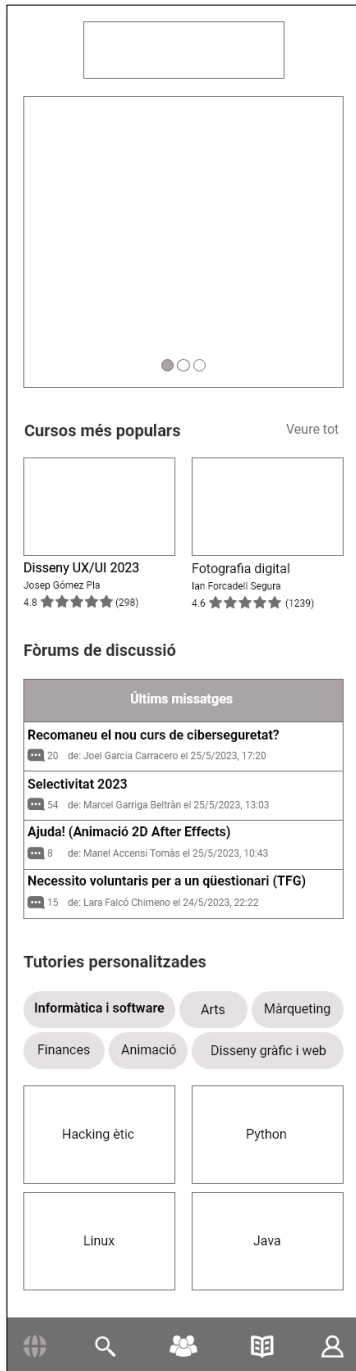 Cursos més populars Veure tot
Disseny UX/UI 2023 Fotografia digital
Josep Gómez Pla Ian Forcadell Segura
4.8 (298) 4.6 (1239)
Fòrums de discussió
Últims missatges
Recomaneu el nou curs de ciberseguretat?
20 de: Joel Garcia Carracero el 25/5/2023, 17:20
Selectivitat 2023
54 de: Marcel Garriga Beltràn el 25/5/2023, 13:03
Ajuda! (Animació 2D After Effects)
8 de: Manel Accensi Tomàs el 25/5/2023, 10:43
Necessito voluntaris per a un qüestionari (TFG)
15 de: Lara Falcó Chimeno el 24/5/2023, 22:22
Tutories personalitzades
Informàtica i software Arts Màrqueting
Finances Animació Disseny gràfic i web
Hacking ètic Python
Linux Java